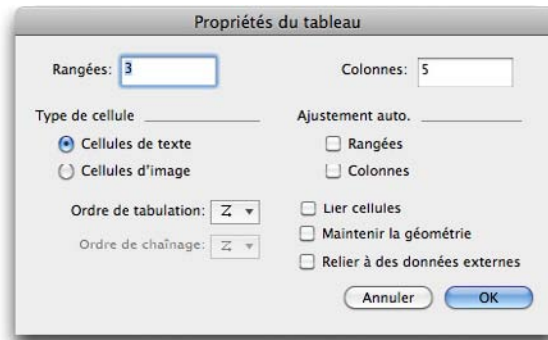 Propriétés du tableau
Rangées: 3
Colonnes: 5
Type de cellule
Cellules de texte
Cellules d'image
Ordre de tabulation:
Ordre de chaînage:
Ajustement auto.
Rangées
Colonnes
Lier cellules
Maintenir la géométrie
Relier à des données externes
Annuler
OK